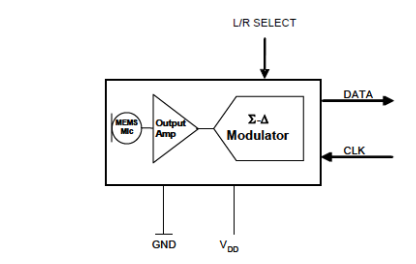 L/R SELECT
DATA
MEMS
Mic
Output
Amp
Σ-Δ
Modulator
CLK
GND
VDD